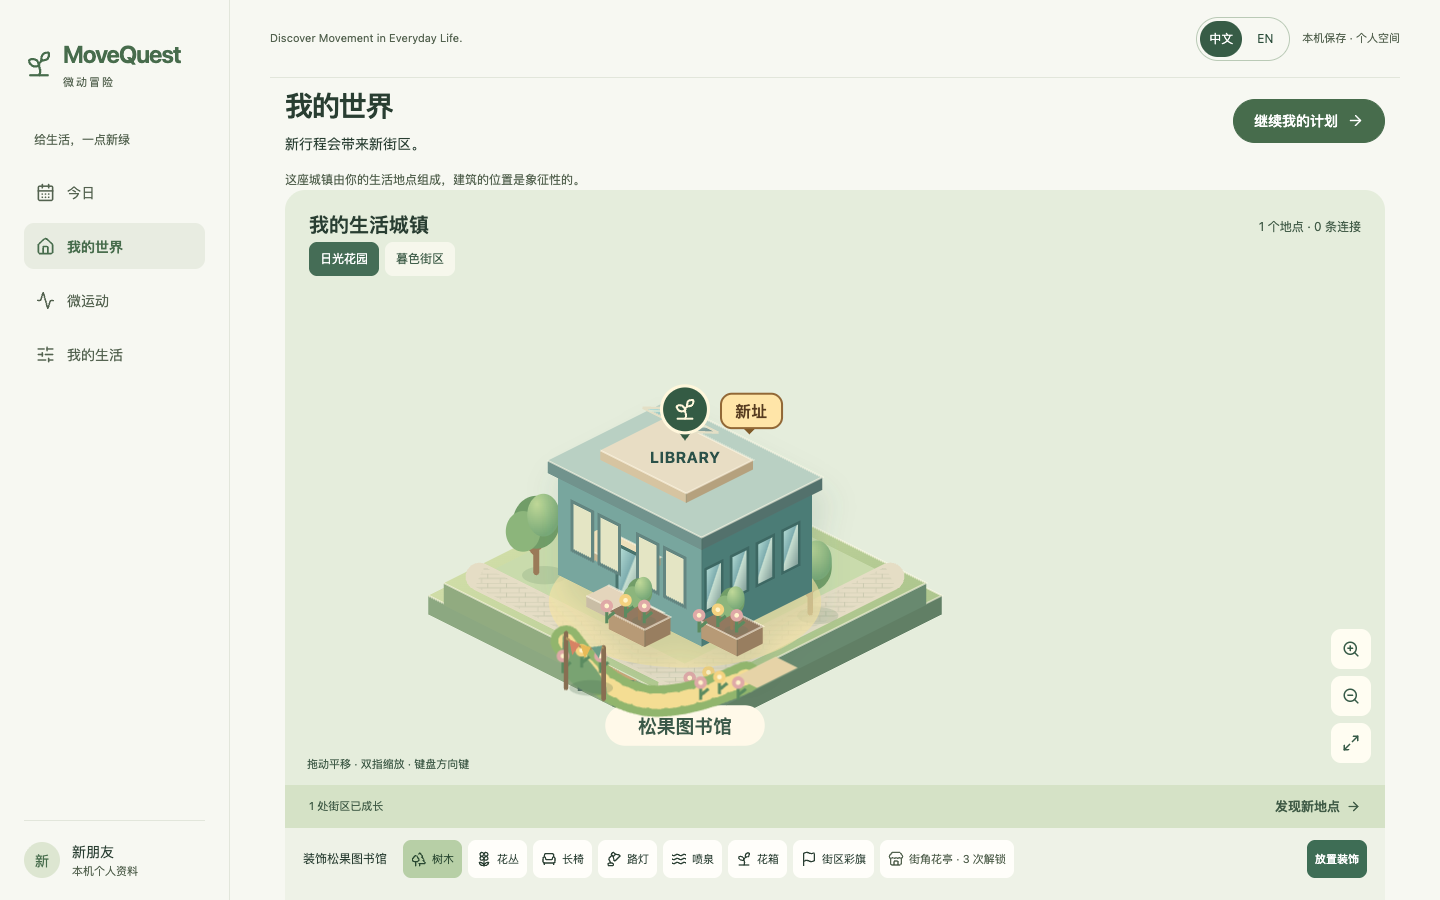 MoveQuest
微动冒险
给生活，一点新绿
今日
我的世界
微运动
我的生活
新
新朋友
本机个人资料
Discover Movement in Everyday Life.
中文
EN
本机保存 · 个人空间
我的世界
新行程会带来新街区。
继续我的计划
这座城镇由你的生活地点组成，建筑的位置是象征性的。
我的生活城镇
1 个地点 · 0 条连接
日光花园
暮色街区
新址
LIBRARY
松果图书馆
拖动平移 · 双指缩放 · 键盘方向键
1 处街区已成长
发现新地点
装饰松果图书馆
树木
花丛
长椅
路灯
喷泉
花箱
街区彩旗
街角花亭 · 3 次解锁
放置装饰